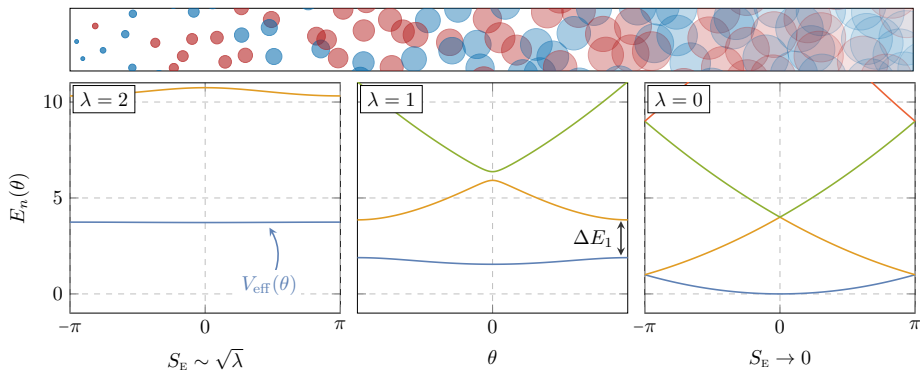 λ = 2
λ = 1
λ = 0
10
5
0
E_n(θ)
V_eff(θ)
ΔE_1
−π
0
π
0
−π
0
π
S_E ∼ √λ
θ
S_E → 0